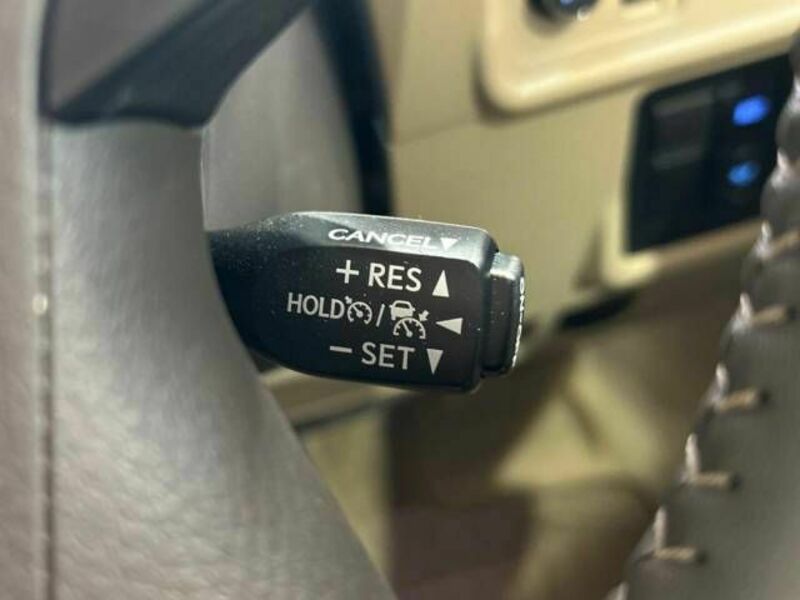 CANCEL▼
+ RES ▲
HOLD / ◀
− SET ▼